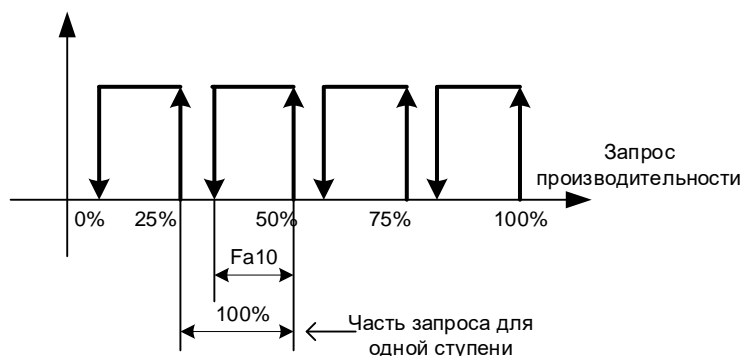 Запрос
производительности
0%
25%
50%
75%
100%
Fa10
100%
Часть запроса для
одной ступени